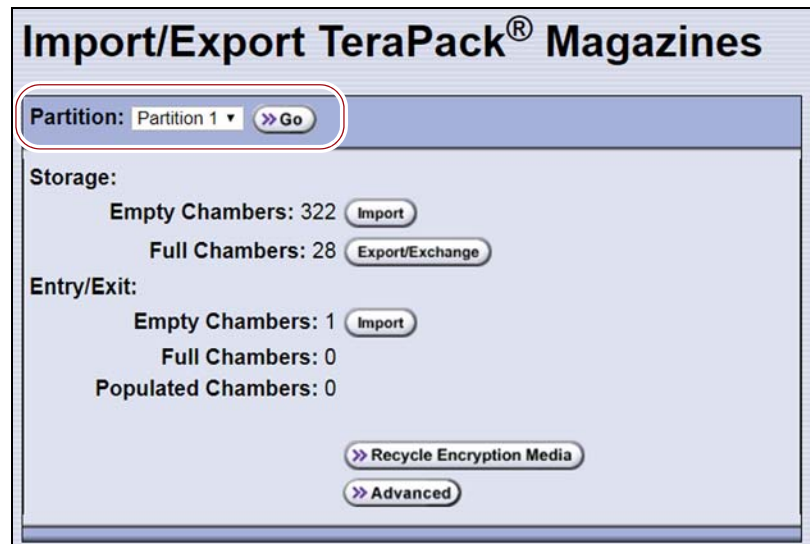 Import/Export TeraPack® Magazines
Partition: Partition 1 ▾ » Go
Storage:
Empty Chambers: 322 Import
Full Chambers: 28 Export/Exchange
Entry/Exit:
Empty Chambers: 1 Import
Full Chambers: 0
Populated Chambers: 0
» Recycle Encryption Media
» Advanced